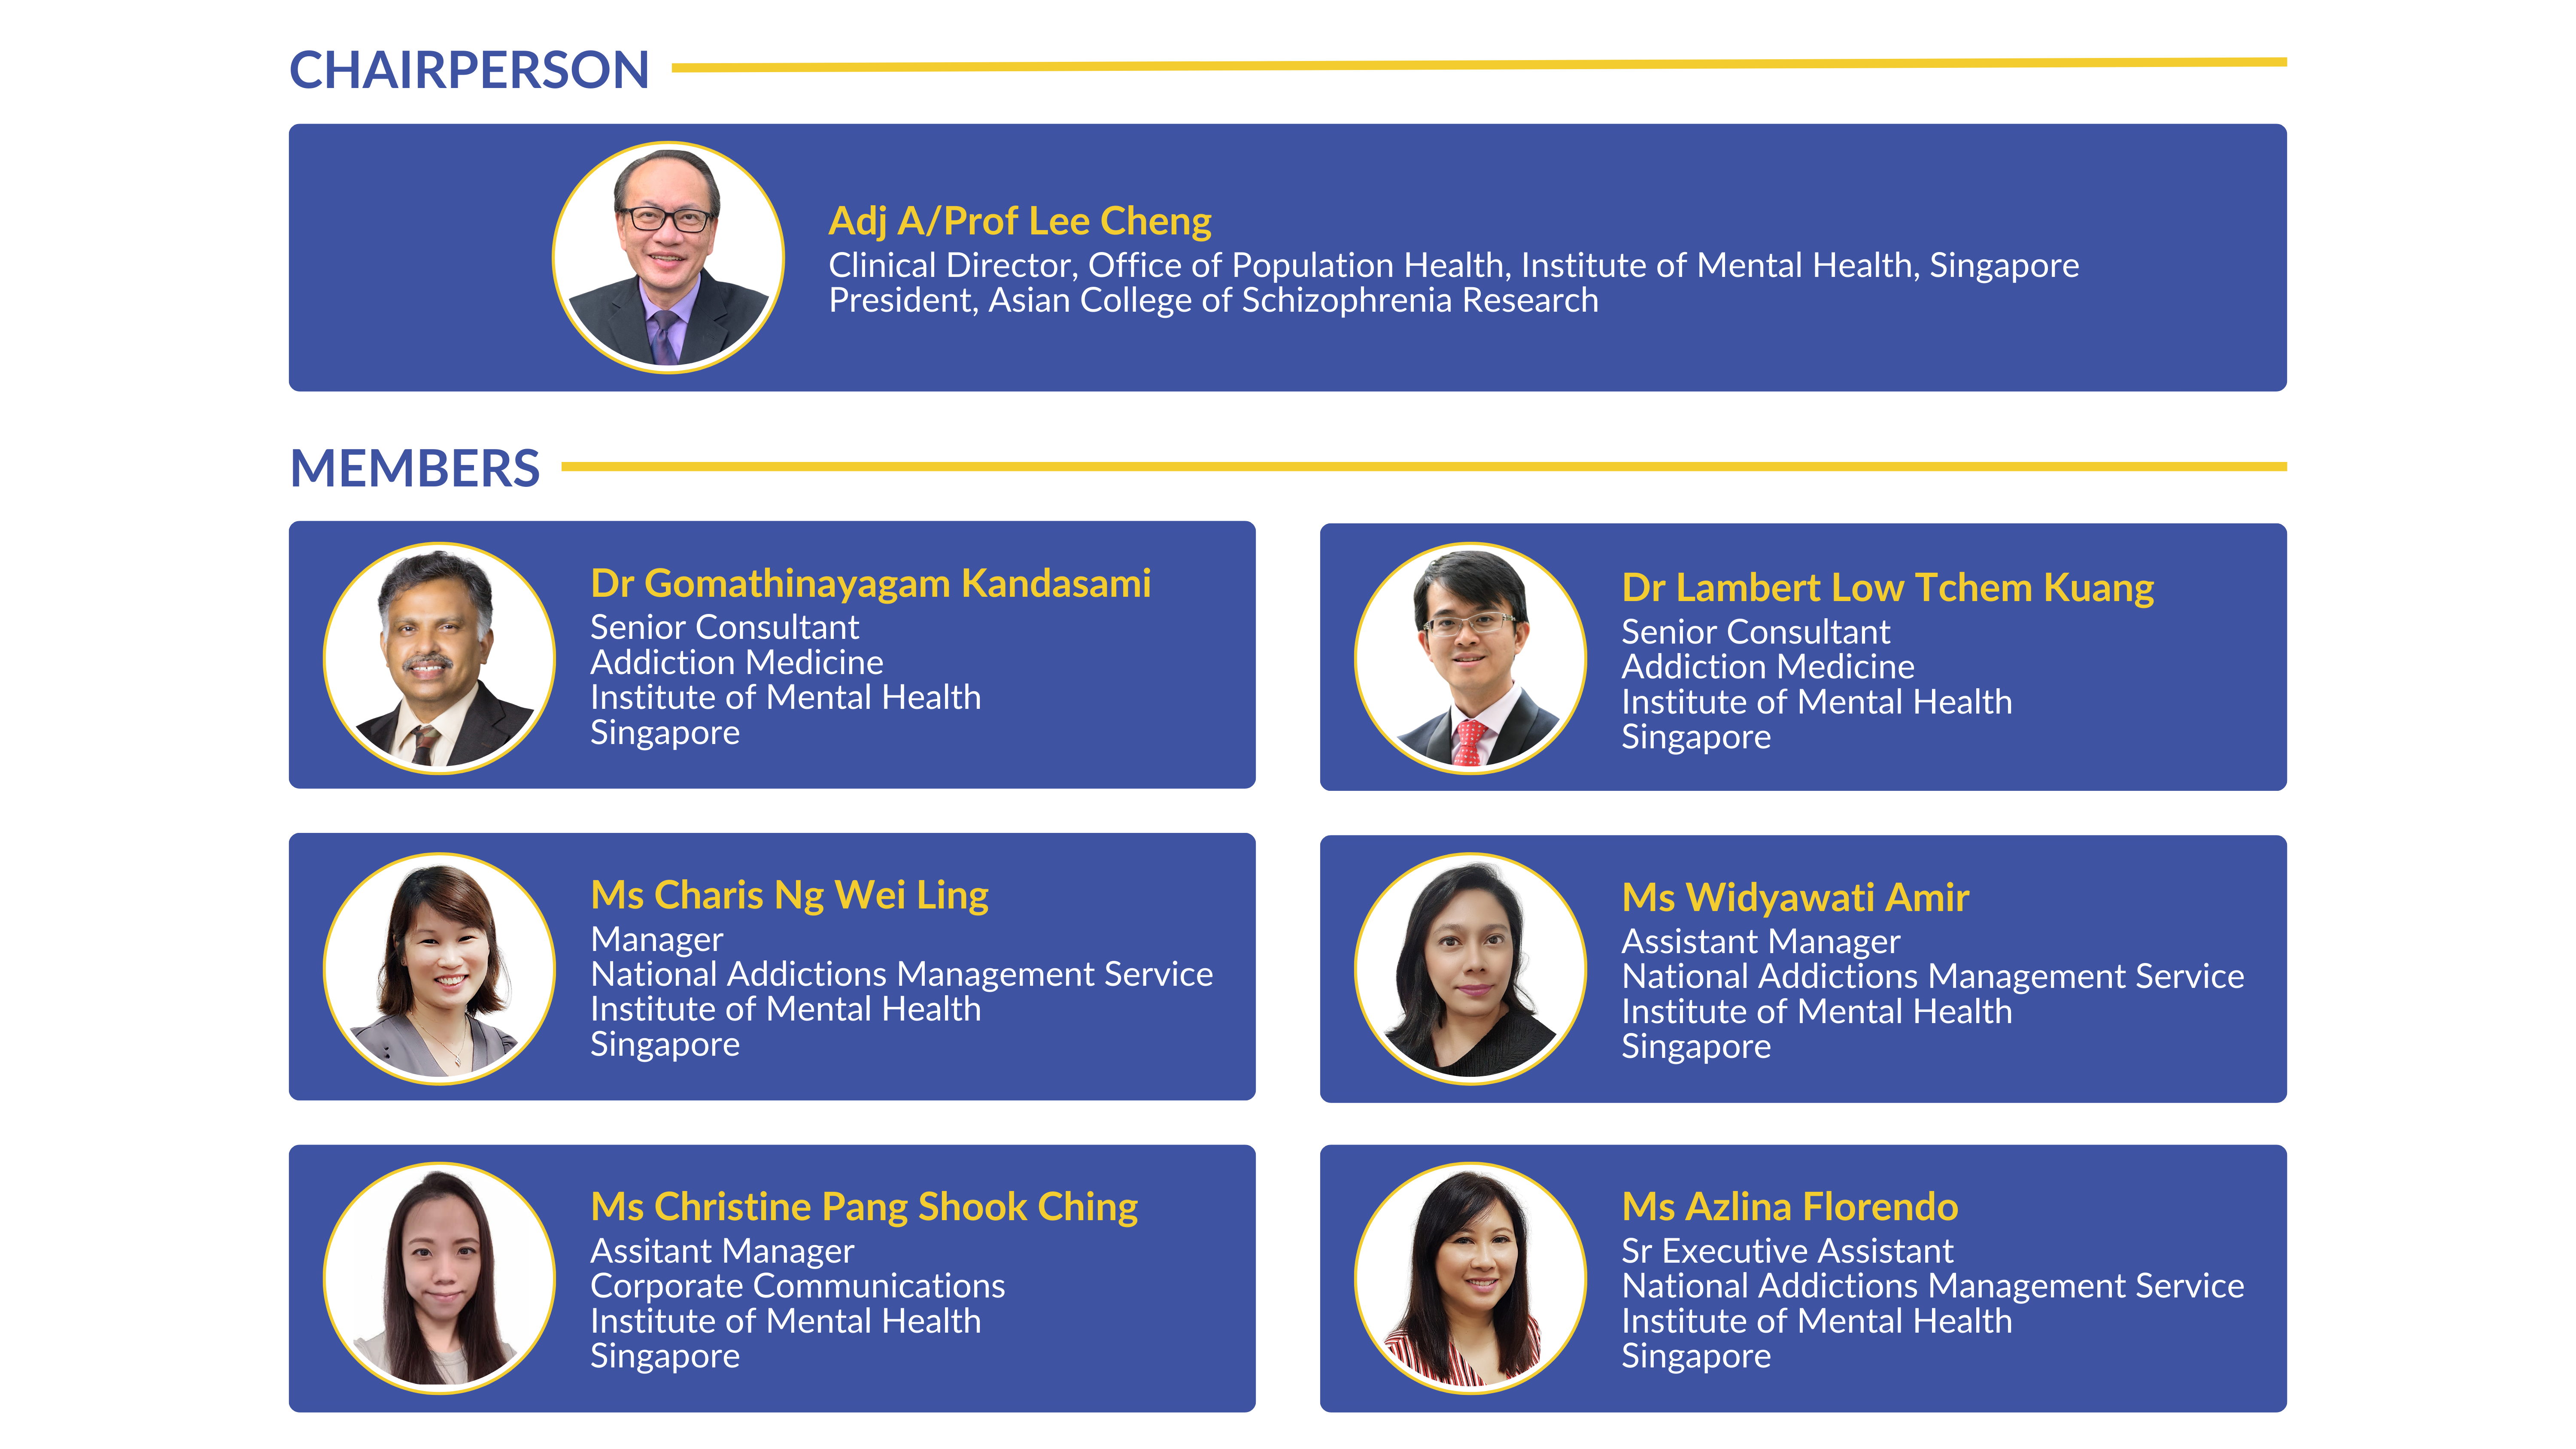 CHAIRPERSON
Adj A/Prof Lee Cheng
Clinical Director, Office of Population Health, Institute of Mental Health, Singapore
President, Asian College of Schizophrenia Research
MEMBERS
Dr Gomathinayagam Kandasami
Senior Consultant
Addiction Medicine
Institute of Mental Health
Singapore
Dr Lambert Low Tchem Kuang
Senior Consultant
Addiction Medicine
Institute of Mental Health
Singapore
Ms Charis Ng Wei Ling
Manager
National Addictions Management Service
Institute of Mental Health
Singapore
Ms Widyawati Amir
Assistant Manager
National Addictions Management Service
Institute of Mental Health
Singapore
Ms Christine Pang Shook Ching
Assitant Manager
Corporate Communications
Institute of Mental Health
Singapore
Ms Azlina Florendo
Sr Executive Assistant
National Addictions Management Service
Institute of Mental Health
Singapore